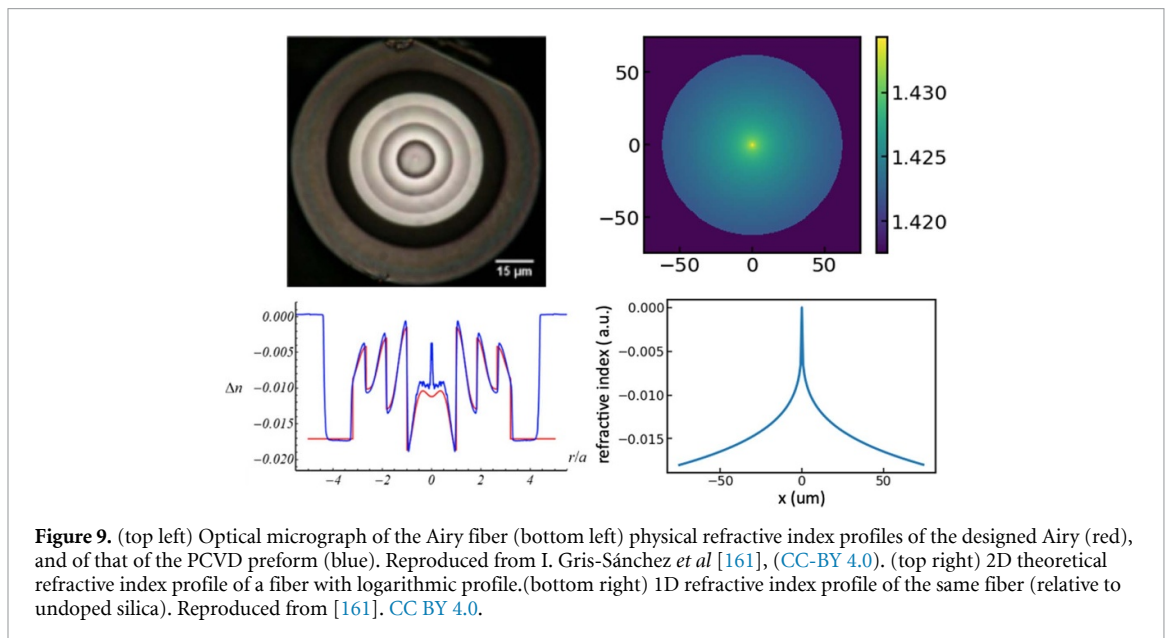 15 µm
50
0
−50
−50
0
50
1.430
1.425
1.420
0.000
−0.005
−0.010
−0.015
−0.020
Δn
r/a
−4
−2
0
2
4
0.000
−0.005
−0.010
−0.015
refractive index ( a.u.)
−50
0
50
x (um)
Figure 9. (top left) Optical micrograph of the Airy fiber (bottom left) physical refractive index profiles of the designed Airy (red),
and of that of the PCVD preform (blue). Reproduced from I. Gris-Sánchez et al [161], (CC-BY 4.0). (top right) 2D theoretical
refractive index profile of a fiber with logarithmic profile.(bottom right) 1D refractive index profile of the same fiber (relative to
undoped silica). Reproduced from [161]. CC BY 4.0.